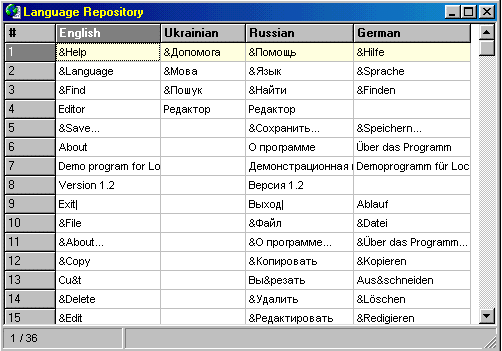 Language Repository
# English Ukrainian Russian German
1 &Help &Допомога &Помощь &Hilfe
2 &Language &Мова &Язык &Sprache
3 &Find &Пошук &Найти &Finden
4 Editor Редактор Редактор
5 &Save... &Сохранить... &Speichern...
6 About О программе Über das Programm
7 Demo program for Lo Демонстрационная Demoprogramm für Loc
8 Version 1.2 Версия 1.2
9 Exit| Выход| Ablauf
10 &File &Файл &Datei
11 &About... &О программе... &Über das Programm...
12 &Copy &Копировать &Kopieren
13 Cu&t Вы&резать Aus&schneiden
14 &Delete &Удалить &Löschen
15 &Edit &Редактировать &Redigieren
1 / 36